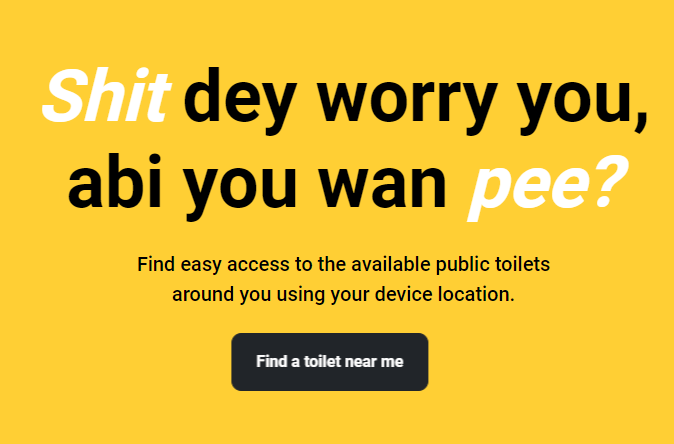 Shit dey worry you,
abi you wan pee?
Find easy access to the available public toilets
around you using your device location.
Find a toilet near me